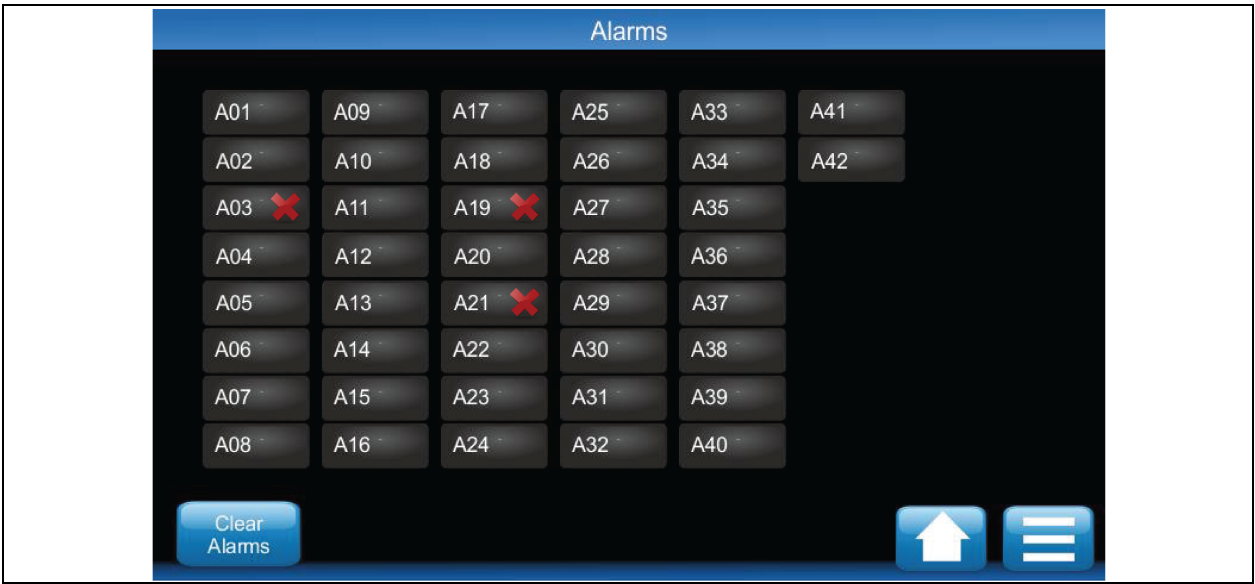 Alarms
A01 A09 A17 A25 A33 A41
A02 A10 A18 A26 A34 A42
A03 A11 A19 A27 A35
A04 A12 A20 A28 A36
A05 A13 A21 A29 A37
A06 A14 A22 A30 A38
A07 A15 A23 A31 A39
A08 A16 A24 A32 A40
Clear
Alarms